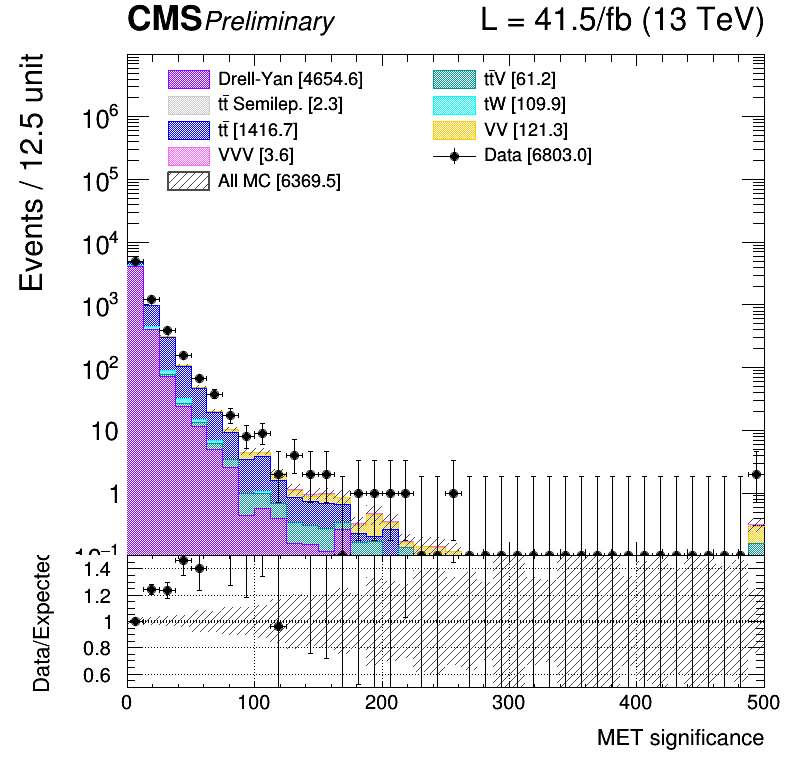 CMS Preliminary L = 41.5/fb (13 TeV)
Drell-Yan [4654.6] tt̄V [61.2]
tt̄ Semilep. [2.3] tW [109.9]
tt̄ [1416.7] VV [121.3]
VVV [3.6] Data [6803.0]
All MC [6369.5]
Events / 12.5 unit
10⁶
10⁵
10⁴
10³
10²
10
1
10⁻¹
Data/Expected
1.4
1.2
1
0.8
0.6
0 100 200 300 400 500
MET significance